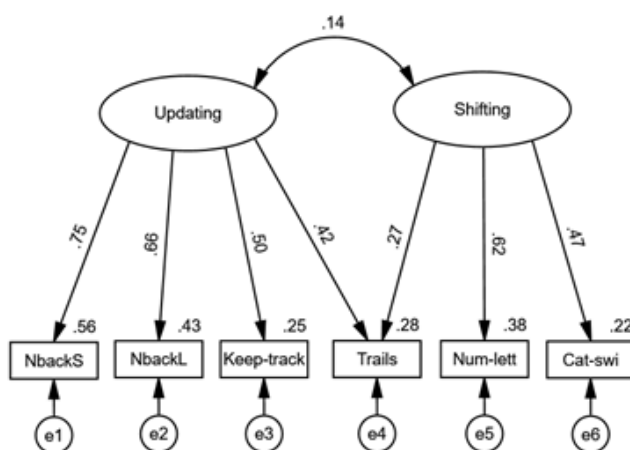 .14
Updating
Shifting
.75
.66
.50
.42
.27
.62
.47
.56
.43
.25
.28
.38
.22
NbackS
NbackL
Keep-track
Trails
Num-lett
Cat-swi
e1
e2
e3
e4
e5
e6